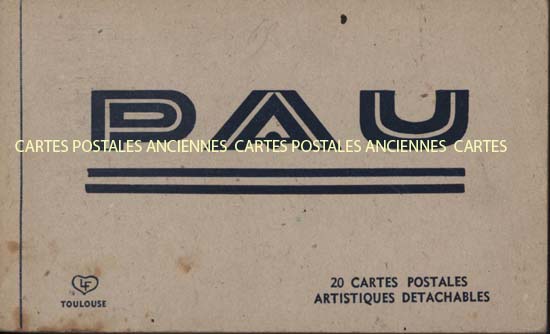 PAU
CARTES POSTALES ANCIENNES CARTES POSTALES ANCIENNES CARTES
LF
TOULOUSE
20 CARTES POSTALES
ARTISTIQUES DETACHABLES